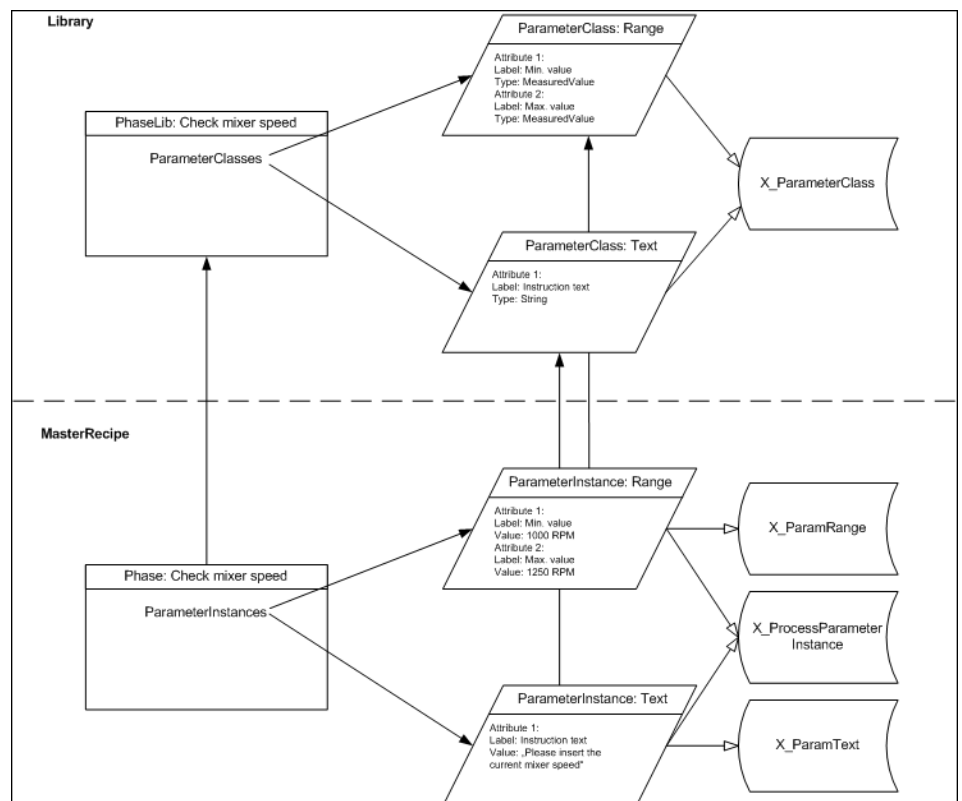 Library
ParameterClass: Range
Attribute 1:
Label: Min. value
Type: MeasuredValue
Attribute 2:
Label: Max. value
Type: MeasuredValue
PhaseLib: Check mixer speed
ParameterClasses
X_ParameterClass
ParameterClass: Text
Attribute 1:
Label: Instruction text
Type: String
MasterRecipe
ParameterInstance: Range
Attribute 1:
Label: Min. value
Value: 1000 RPM
Attribute 2:
Label: Max. value
Value: 1250 RPM
X_ParamRange
Phase: Check mixer speed
ParameterInstances
X_ProcessParameter
Instance
ParameterInstance: Text
Attribute 1:
Label: Instruction text
Value: „Please insert the
current mixer speed"
X_ParamText